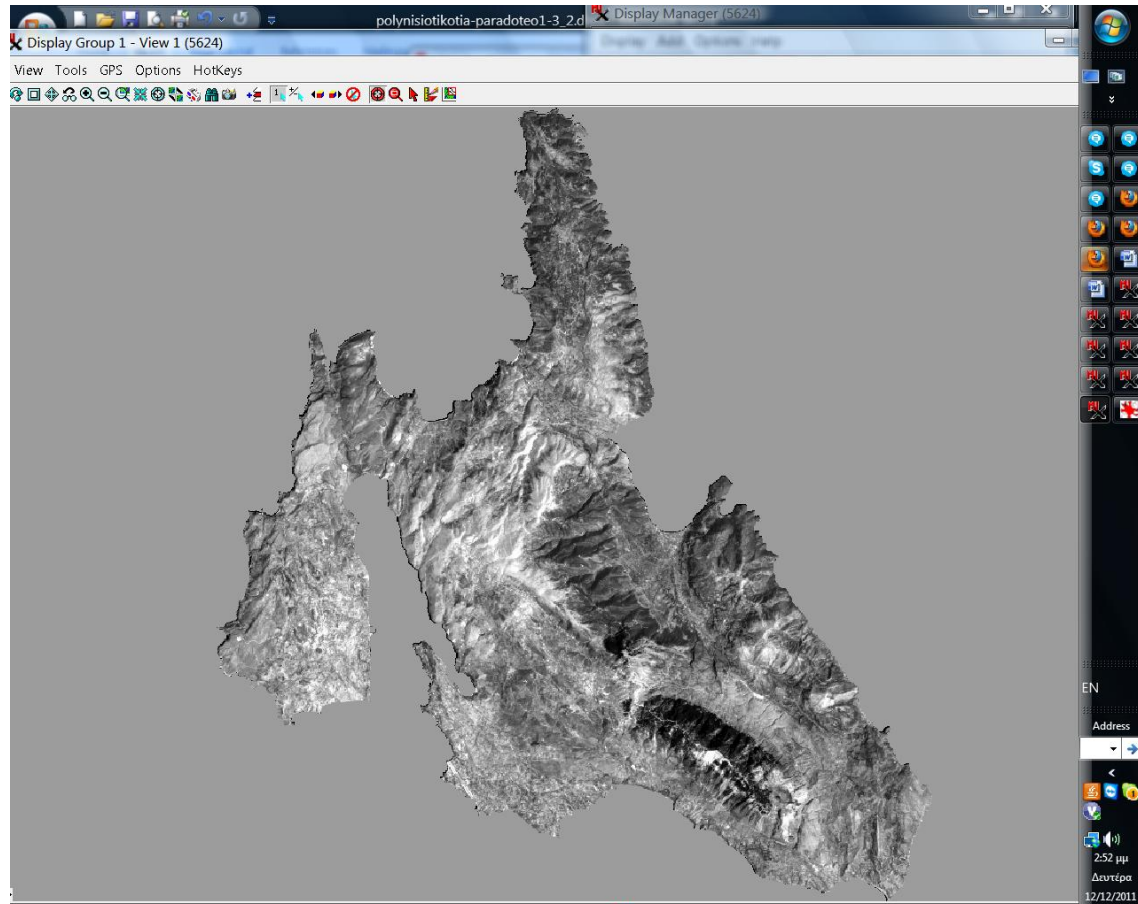 polynisiotikotia-paradoteo1-3_2.d
Display Manager (5624)
Display Group 1 - View 1 (5624)
View Tools GPS Options HotKeys
EN
Address
2:52 μμ
Δευτέρα
12/12/2011